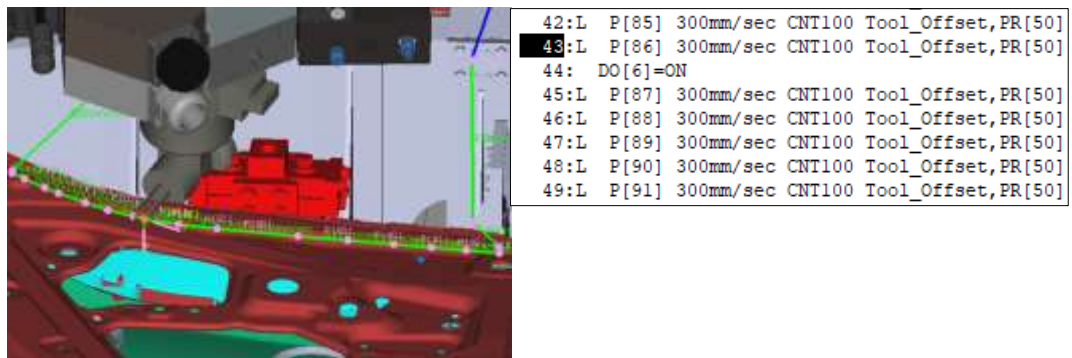 42:L P[85] 300mm/sec CNT100 Tool_Offset,PR[50]
43:L P[86] 300mm/sec CNT100 Tool_Offset,PR[50]
44: DO[6]=ON
45:L P[87] 300mm/sec CNT100 Tool_Offset,PR[50]
46:L P[88] 300mm/sec CNT100 Tool_Offset,PR[50]
47:L P[89] 300mm/sec CNT100 Tool_Offset,PR[50]
48:L P[90] 300mm/sec CNT100 Tool_Offset,PR[50]
49:L P[91] 300mm/sec CNT100 Tool_Offset,PR[50]